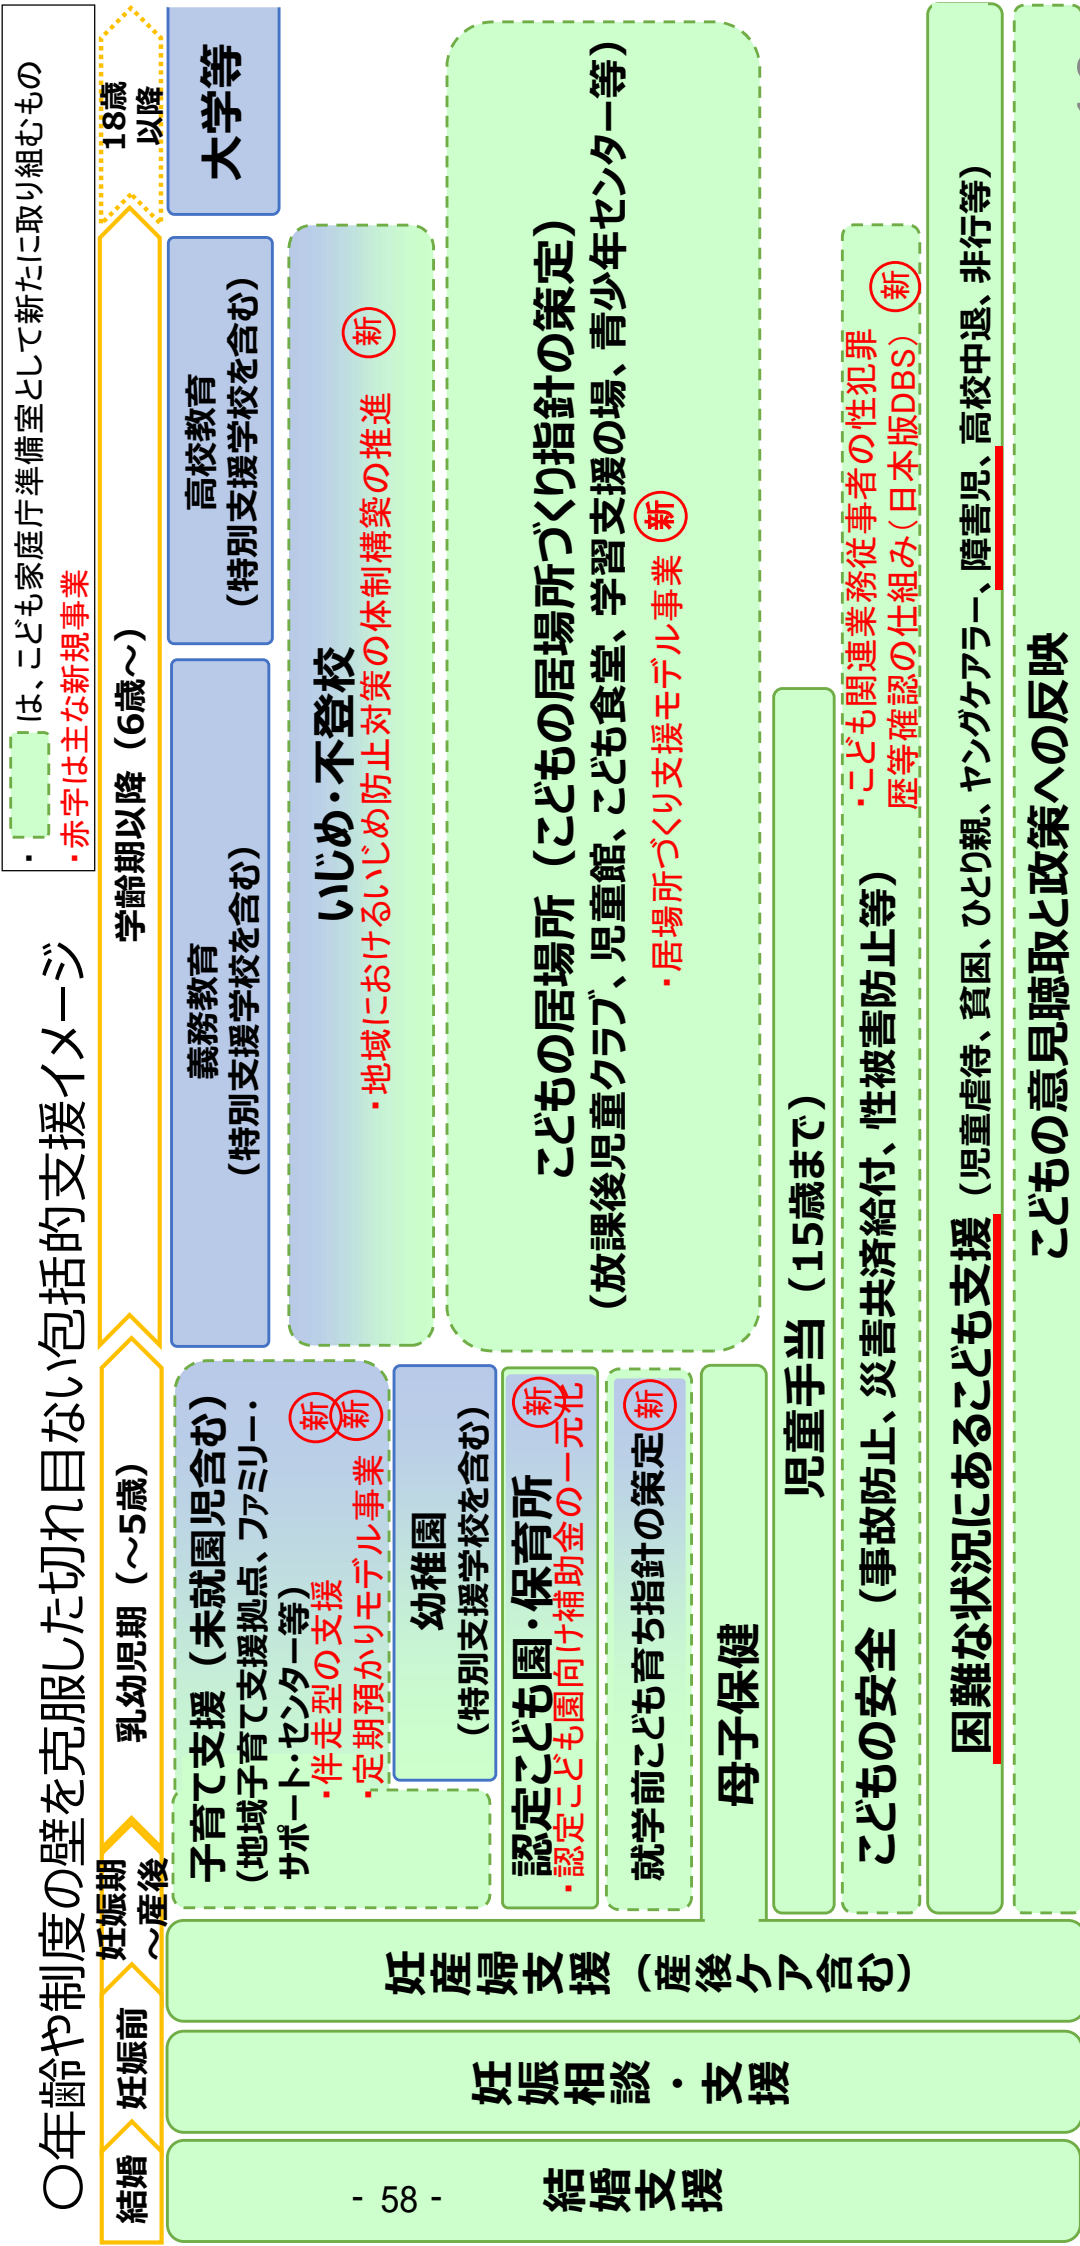 〇年齢や制度の壁を克服した切れ目ない包括的支援イメージ
・　　　は、こども家庭庁準備室として新たに取り組むもの
・赤字は主な新規事業
結婚
妊娠前
妊娠期
～産後
乳幼児期（～5歳）
学齢期以降（6歳～）
18歳
以降
結婚支援
妊娠相談・支援
妊産婦支援（産後ケア含む）
子育て支援（未就園児含む）
(地域子育て支援拠点、ファミリー・
サポート・センター等)
・伴走型の支援 新
・定期預かりモデル事業 新
幼稚園
(特別支援学校を含む)
認定こども園・保育所
・認定こども園向け補助金の一元化 新
就学前こども育ち指針の策定 新
母子保健
義務教育
(特別支援学校を含む)
高校教育
(特別支援学校を含む)
大学等
いじめ・不登校
・地域におけるいじめ防止対策の体制構築の推進 新
こどもの居場所（こどもの居場所づくり指針の策定）
(放課後児童クラブ、児童館、こども食堂、学習支援の場、青少年センター等)
・居場所づくり支援モデル事業 新
児童手当（15歳まで）
こどもの安全（事故防止、災害共済給付、性被害防止等）
・こども関連業務従事者の性犯罪
歴等確認の仕組み（日本版DBS） 新
困難な状況にあるこども支援（児童虐待、貧困、ひとり親、ヤングケアラー、障害児、高校中退、非行等）
こどもの意見聴取と政策への反映
- 58 -